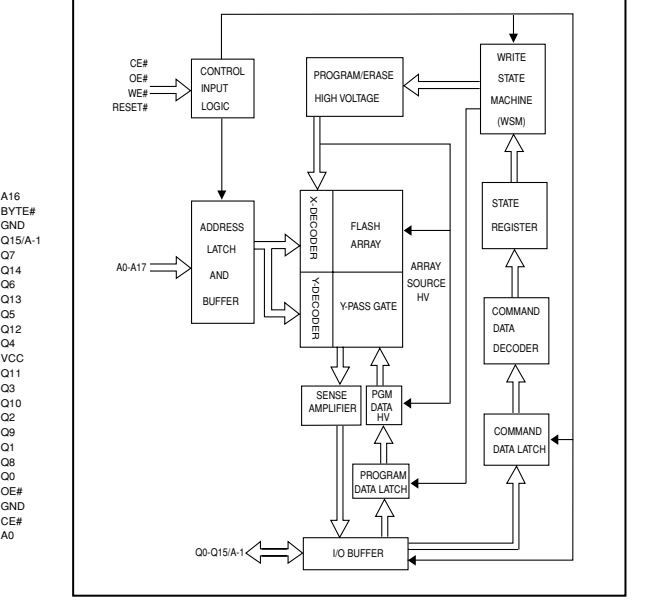 A16
BYTE#
GND
Q15/A-1
Q7
Q14
Q6
Q13
Q5
Q12
Q4
VCC
Q11
Q3
Q10
Q2
Q9
Q1
Q8
Q0
OE#
GND
CE#
A0
CE#
OE#
WE#
RESET#
CONTROL
INPUT
LOGIC
PROGRAM/ERASE
HIGH VOLTAGE
WRITE
STATE
MACHINE
(WSM)
STATE
REGISTER
A0-A17
ADDRESS
LATCH
AND
BUFFER
X-DECODER
FLASH
ARRAY
Y-DECODER
Y-PASS GATE
ARRAY
SOURCE
HV
COMMAND
DATA
DECODER
SENSE
AMPLIFIER
PGM
DATA
HV
COMMAND
DATA LATCH
PROGRAM
DATA LATCH
Q0-Q15/A-1
I/O BUFFER